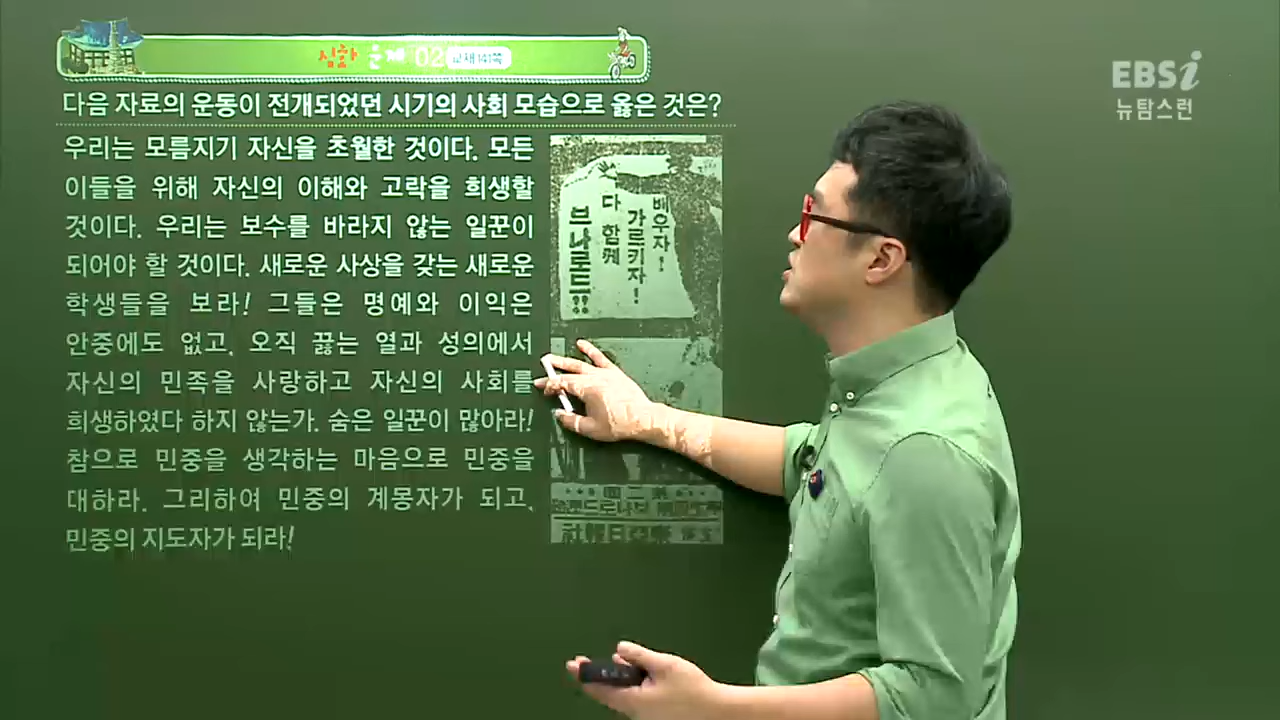 심화 문제 02 교재 141쪽
EBSi
뉴탐스런
다음 자료의 운동이 전개되었던 시기의 사회 모습으로 옳은 것은?
우리는 모름지기 자신을 초월한 것이다. 모든
이들을 위해 자신의 이해와 고락을 희생할
것이다. 우리는 보수를 바라지 않는 일꾼이
되어야 할 것이다. 새로운 사상을 갖는 새로운
학생들을 보라! 그들은 명예와 이익은
안중에도 없고, 오직 끓는 열과 성의에서
자신의 민족을 사랑하고 자신의 사회를
희생하였다 하지 않는가. 숨은 일꾼이 많아라!
참으로 민중을 생각하는 마음으로 민중을
대하라. 그리하여 민중의 계몽자가 되고,
민중의 지도자가 되라!
배우자!
가르키자!
다 함께
브나로드!!
回二第
社報日亞東